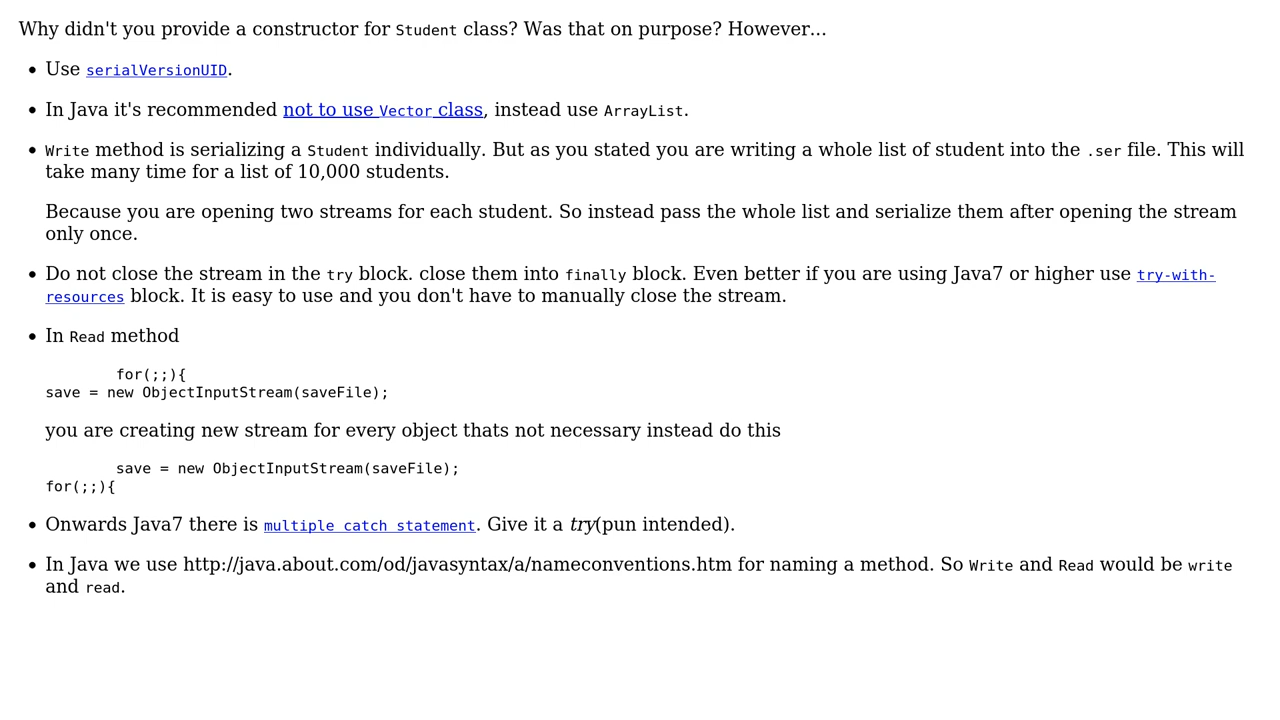 Why didn't you provide a constructor for Student class? Was that on purpose? However...
• Use serialVersionUID.
• In Java it's recommended not to use Vector class, instead use ArrayList.
• Write method is serializing a Student individually. But as you stated you are writing a whole list of student into the .ser file. This will
take many time for a list of 10,000 students.
Because you are opening two streams for each student. So instead pass the whole list and serialize them after opening the stream
only once.
• Do not close the stream in the try block. close them into finally block. Even better if you are using Java7 or higher use try-with-
resources block. It is easy to use and you don't have to manually close the stream.
• In Read method
for(;;){
save = new ObjectInputStream(saveFile);
you are creating new stream for every object thats not necessary instead do this
save = new ObjectInputStream(saveFile);
for(;;){
• Onwards Java7 there is multiple catch statement. Give it a try(pun intended).
• In Java we use http://java.about.com/od/javasyntax/a/nameconventions.htm for naming a method. So Write and Read would be write
and read.